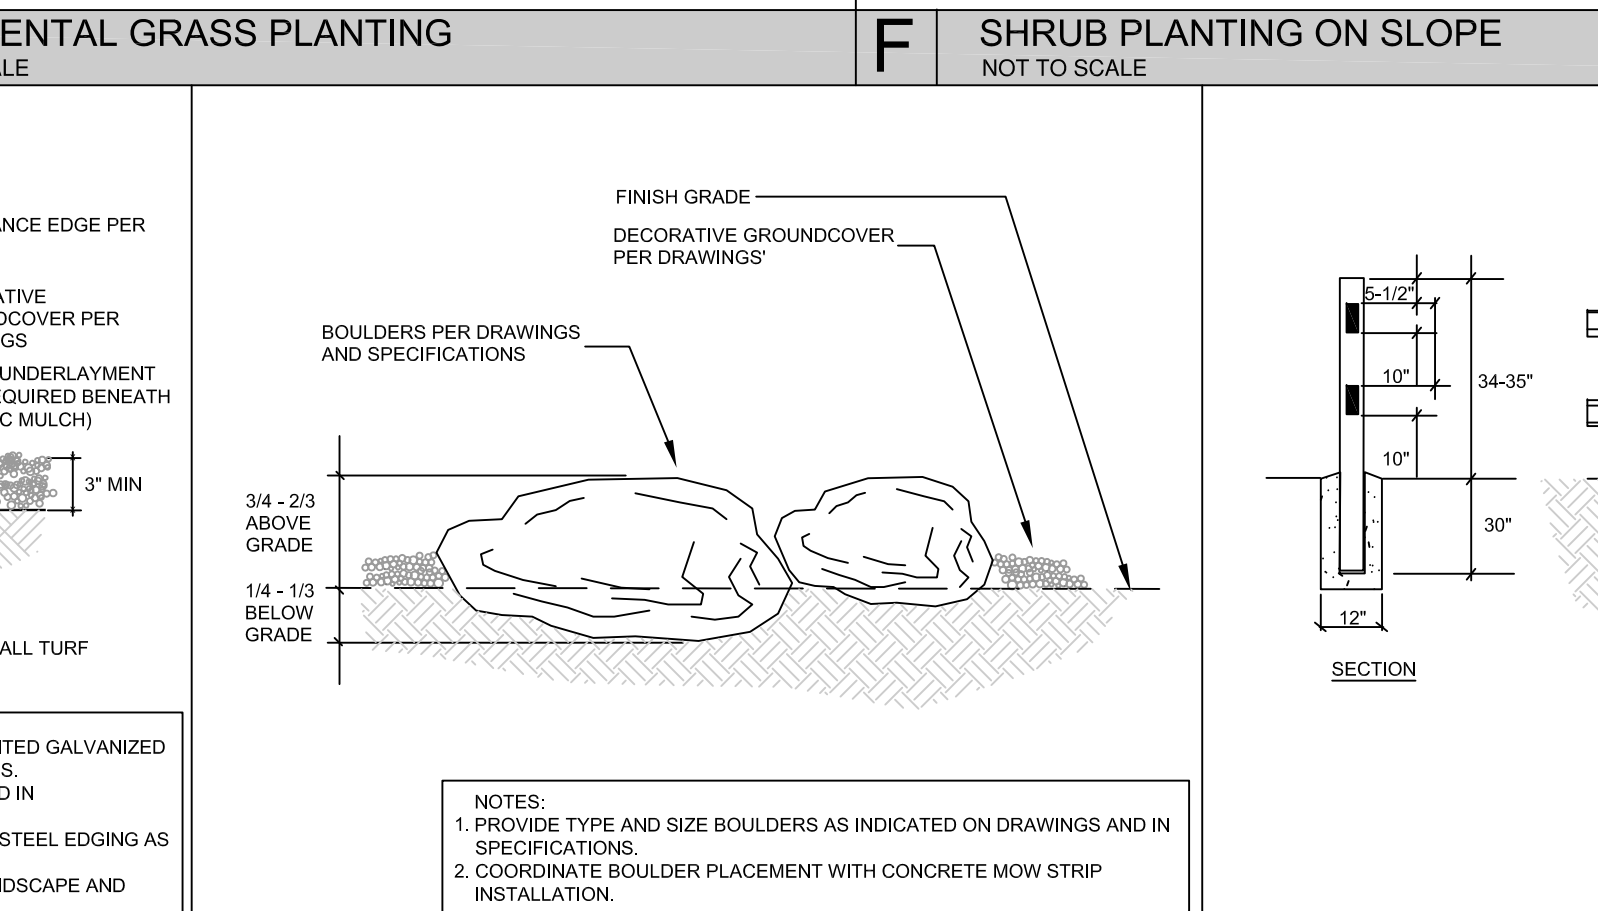 ENTAL GRASS PLANTING
ALE
F
SHRUB PLANTING ON SLOPE
NOT TO SCALE
ANCE EDGE PER
ATIVE
DCOVER PER
GS
UNDERLAYMENT
EQUIRED BENEATH
C MULCH)
3" MIN
ALL TURF
TED GALVANIZED
S.
D IN
STEEL EDGING AS
NDSCAPE AND
FINISH GRADE
DECORATIVE GROUNDCOVER
PER DRAWINGS'
BOULDERS PER DRAWINGS
AND SPECIFICATIONS
3/4 - 2/3
ABOVE
GRADE
1/4 - 1/3
BELOW
GRADE
NOTES:
1. PROVIDE TYPE AND SIZE BOULDERS AS INDICATED ON DRAWINGS AND IN
SPECIFICATIONS.
2. COORDINATE BOULDER PLACEMENT WITH CONCRETE MOW STRIP
INSTALLATION.
5-1/2"
10"
34-35"
10"
30"
12"
SECTION